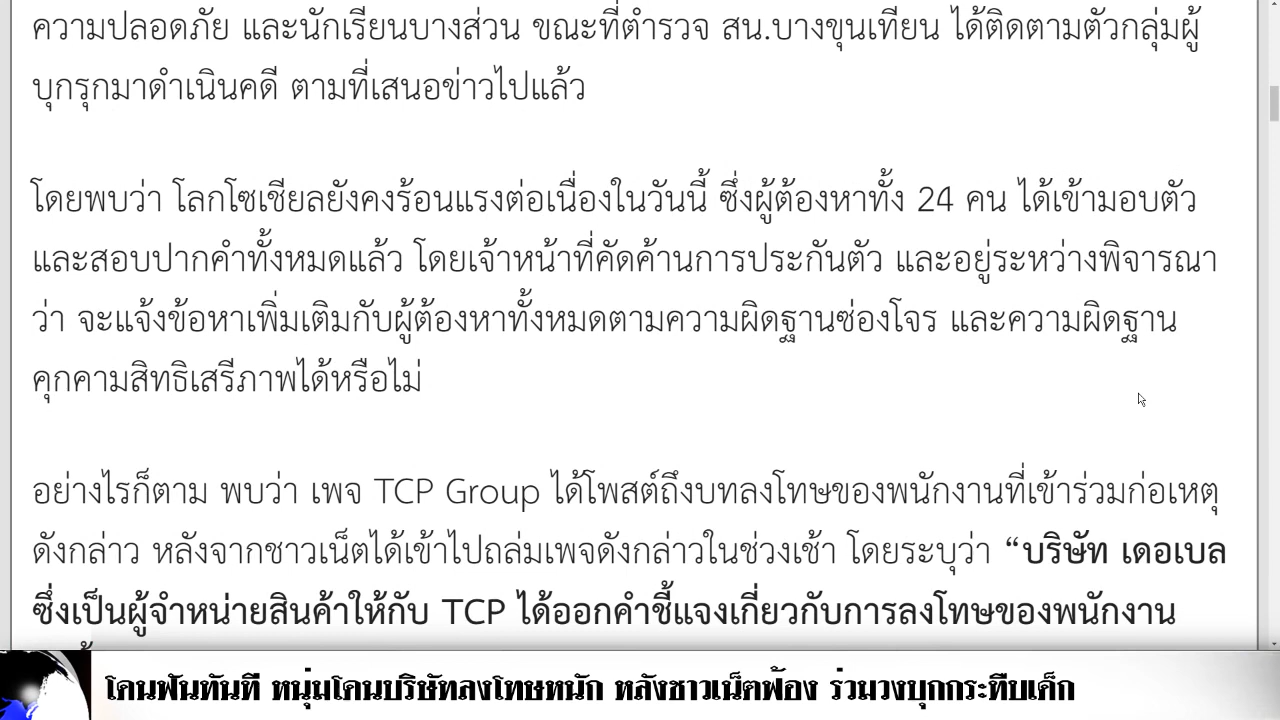 ความปลอดภัย และนักเรียนบางส่วน ขณะที่ตำรวจ สน.บางขุนเทียน ได้ติดตามตัวกลุ่มผู้
บุกรุกมาดำเนินคดี ตามที่เสนอข่าวไปแล้ว
โดยพบว่า โลกโซเชียลยังคงร้อนแรงต่อเนื่องในวันนี้ ซึ่งผู้ต้องหาทั้ง 24 คน ได้เข้ามอบตัว
และสอบปากคำทั้งหมดแล้ว โดยเจ้าหน้าที่คัดค้านการประกันตัว และอยู่ระหว่างพิจารณา
ว่า จะแจ้งข้อหาเพิ่มเติมกับผู้ต้องหาทั้งหมดตามความผิดฐานซ่องโจร และความผิดฐาน
คุกคามสิทธิเสรีภาพได้หรือไม่
อย่างไรก็ตาม พบว่า เพจ TCP Group ได้โพสต์ถึงบทลงโทษของพนักงานที่เข้าร่วมก่อเหตุ
ดังกล่าว หลังจากชาวเน็ตได้เข้าไปถล่มเพจดังกล่าวในช่วงเช้า โดยระบุว่า “บริษัท เดอเบล
ซึ่งเป็นผู้จำหน่ายสินค้าให้กับ TCP ได้ออกคำชี้แจงเกี่ยวกับการลงโทษของพนักงาน
โดนฟันทันที หนุ่มโดนบริษัทลงโทษหนัก หลังชาวเน็ตฟ้อง ร่วมวงบุกกระทืบเด็ก